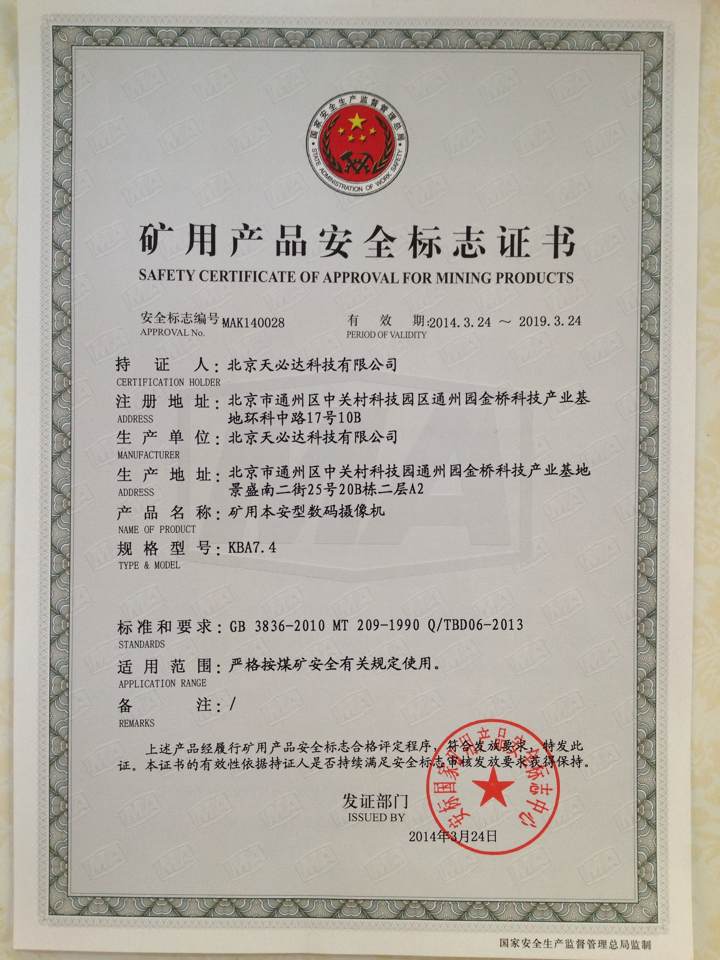 国家安全生产监督管理总局
STATE ADMINISTRATION OF WORK SAFETY
矿用产品安全标志证书
SAFETY CERTIFICATE OF APPROVAL FOR MINING PRODUCTS
安全标志编号 MAK140028 有效期:2014.3.24 ~ 2019.3.24
APPROVAL No. PERIOD OF VALIDITY
持证人：北京天必达科技有限公司
CERTIFICATION HOLDER
注册地址：北京市通州区中关村科技园区通州园金桥科技产业基
ADDRESS 地环科中路17号10B
生产单位：北京天必达科技有限公司
MANUFACTURER
生产地址：北京市通州区中关村科技园通州园金桥科技产业基地
ADDRESS 景盛南二街25号20B栋二层A2
产品名称：矿用本安型数码摄像机
NAME OF PRODUCT
规格型号：KBA7.4
TYPE & MODEL
标准和要求：GB 3836-2010 MT 209-1990 Q/TBD06-2013
STANDARDS
适用范围：严格按煤矿安全有关规定使用。
APPLICATION RANGE
备注：/
REMARKS
上述产品经履行矿用产品安全标志合格评定程序，符合发放要求，特发此
证。本证书的有效性依据持证人是否持续满足安全标志审核发放要求获得保持。
安标国家矿用产品安全标志中心
发证部门
ISSUED BY
2014年3月24日
国家安全生产监督管理总局监制
MA